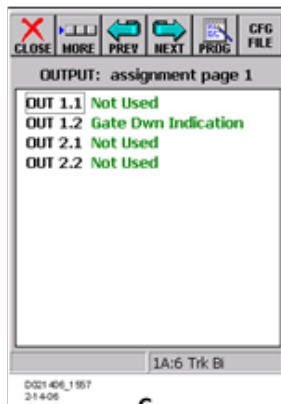 CLOSE MORE PREV NEXT PROG CFG FILE
OUTPUT: assignment page 1
OUT 1.1 Not Used
OUT 1.2 Gate Dwn Indication
OUT 2.1 Not Used
OUT 2.2 Not Used
1A:6 Trk Bi
D021406_1557
2-14-06